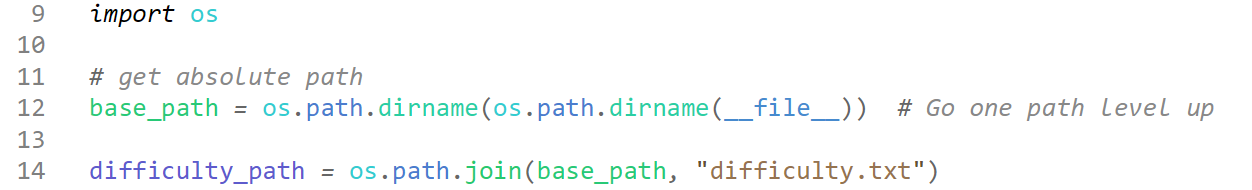 9 import os
10
11 # get absolute path
12 base_path = os.path.dirname(os.path.dirname(__file__))  # Go one path level up
13
14 difficulty_path = os.path.join(base_path, "difficulty.txt")